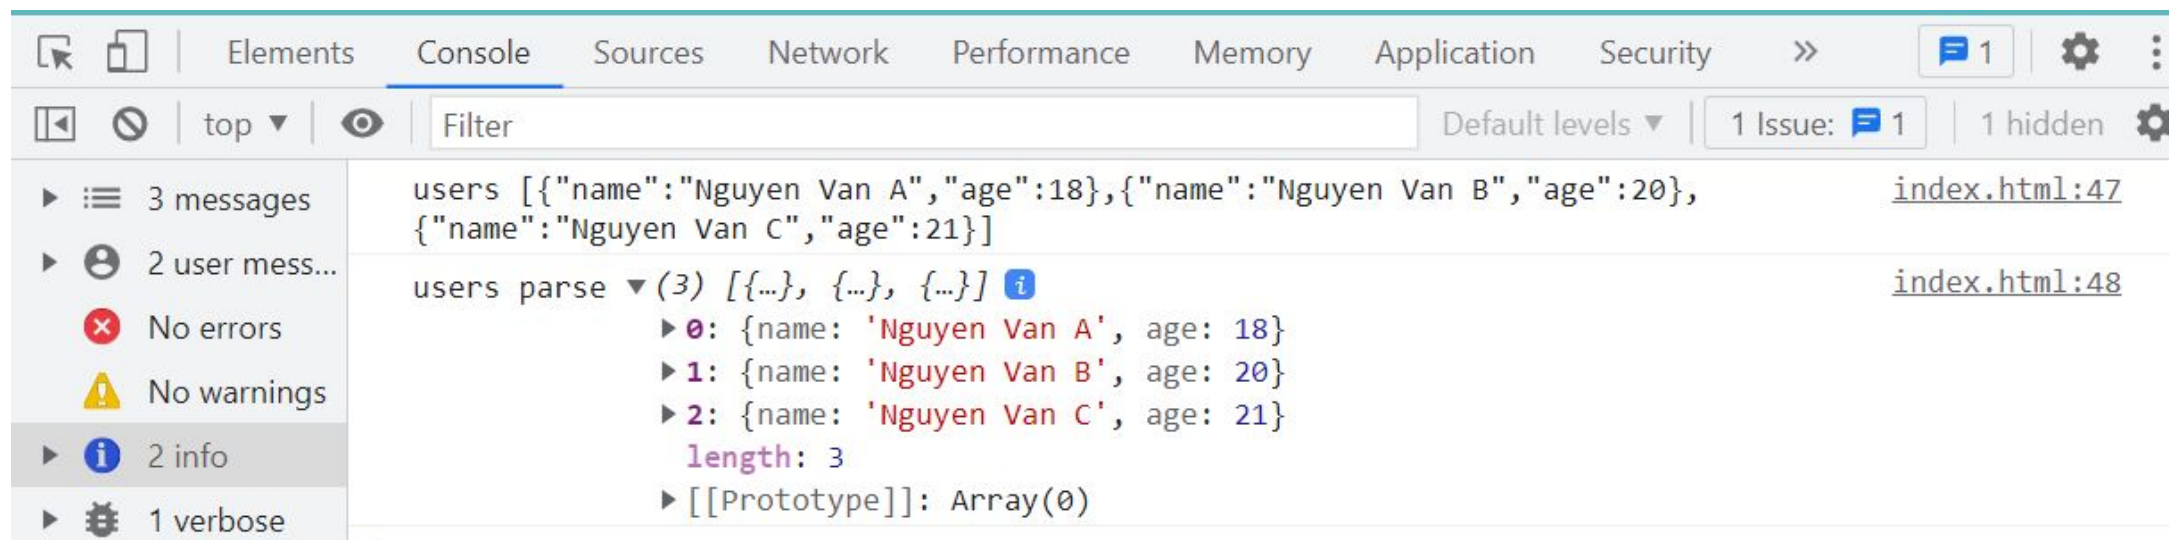 Elements Console Sources Network Performance Memory Application Security » 1
top ▼ Filter Default levels ▼ 1 Issue: 1 1 hidden
3 messages
2 user mess...
No errors
No warnings
2 info
1 verbose
users [{"name":"Nguyen Van A","age":18},{"name":"Nguyen Van B","age":20}, index.html:47
{"name":"Nguyen Van C","age":21}]
users parse ▼(3) [{…}, {…}, {…}] i index.html:48
▶0: {name: 'Nguyen Van A', age: 18}
▶1: {name: 'Nguyen Van B', age: 20}
▶2: {name: 'Nguyen Van C', age: 21}
length: 3
▶[[Prototype]]: Array(0)